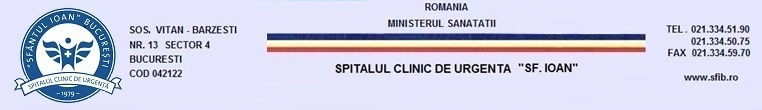 "SFÂNTUL IOAN" BUCUREȘTI
SPITALUL CLINIC DE URGENȚĂ
- 1979 -
SOS. VITAN - BARZESTI
NR. 13 SECTOR 4
BUCURESTI
COD 042122
ROMANIA
MINISTERUL SANATATII
SPITALUL CLINIC DE URGENTA "SF. IOAN"
TEL. 021.334.51.90
021.334.50.75
FAX 021.334.59.70
www.sfib.ro